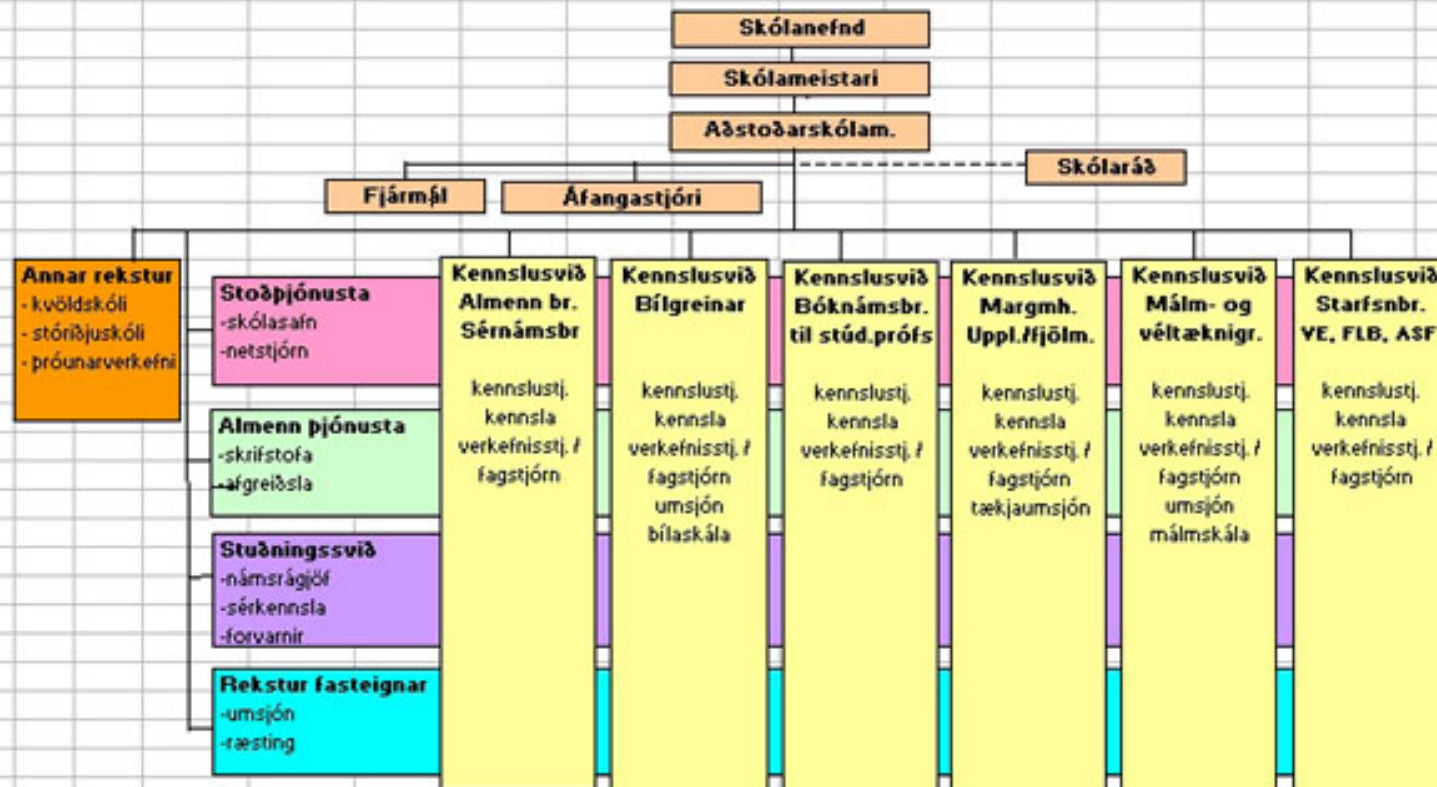 Skólanefnd
Skólameistari
Aðstoðarskólam.
Skólaráð
Fjármál
Áfangastjóri
Annar rekstur
- kvöldskóli
- stóriðjuskóli
- þróunarverkefni
Stoðþjónusta
-skólasafn
-netstjórn
Almenn þjónusta
-skrifstofa
-afgreiðsla
Stuðningssvið
-námsrágjöf
-sérkennsla
-forvarnir
Rekstur fasteignar
-umsjón
-ræsting
Kennslusvið
Almenn br.
Sérnámsbr
kennslustj.
kennsla
verkefnisstj. /
fagstjórn
Kennslusvið
Bílgreinar
kennslustj.
kennsla
verkefnisstj. /
fagstjórn
umsjón
bílaskála
Kennslusvið
Bóknámsbr.
til stúd.prófs
kennslustj.
kennsla
verkefnisstj. /
fagstjórn
Kennslusvið
Margmh.
Uppl./fjölm.
kennslustj.
kennsla
verkefnisstj. /
fagstjórn
tækjaumsjón
Kennslusvið
Málm- og
véltæknigr.
kennslustj.
kennsla
verkefnisstj. /
fagstjórn
umsjón
málmskála
Kennslusvið
Starfsnbr.
VE, FLB, ASF
kennslustj.
kennsla
verkefnisstj. /
fagstjórn